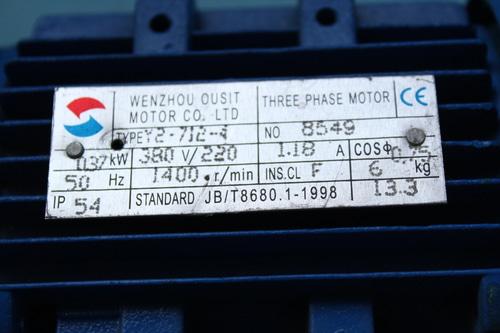 WENZHOU OUSIT
MOTOR CO. LTD
THREE PHASE MOTOR CE
TYPE Y2-712-4 NO 8549
0.37 kW 380 V/220 1.18 A COSΦ 0.75
50 Hz 1400 r/min INS.CL F 6 kg
IP 54 STANDARD JB/T8680.1-1998 13.3